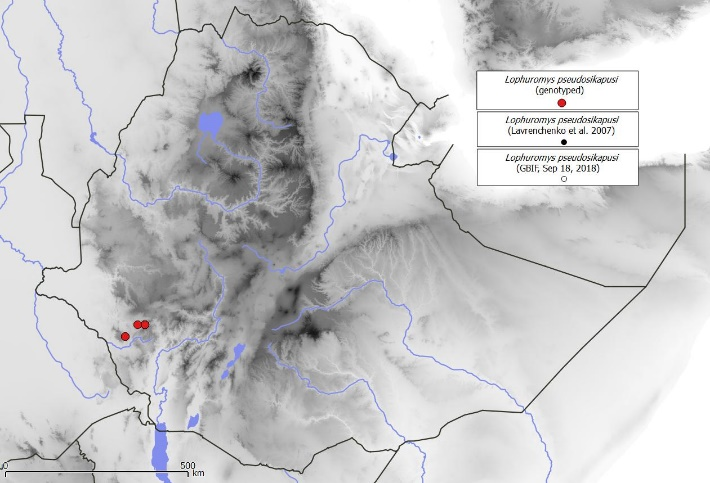 Lophuromys pseudosikapusi
(genotyped)
Lophuromys pseudosikapusi
(Lavrenchenko et al. 2007)
Lophuromys pseudosikapusi
(GBIF, Sep 18, 2018)
0 500
km